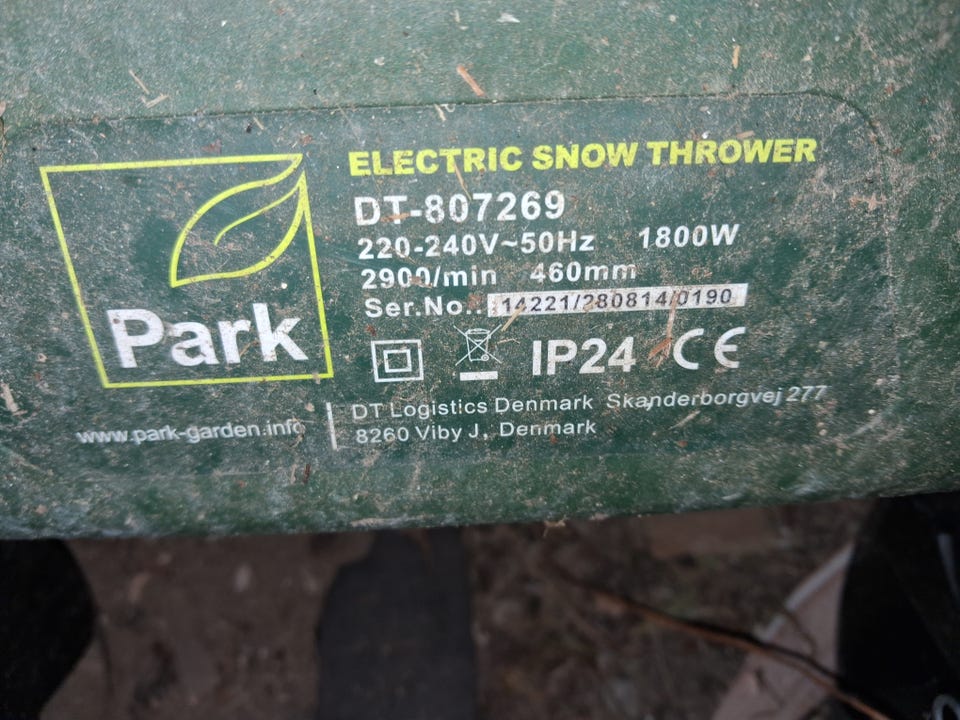 ELECTRIC SNOW THROWER
DT-807269
220-240V~50Hz 1800W
2900/min 460mm
Ser.No.: 14221/280814/0190
Park
IP24 CE
www.park-garden.info
DT Logistics Denmark Skanderborgvej 277
8260 Viby J, Denmark